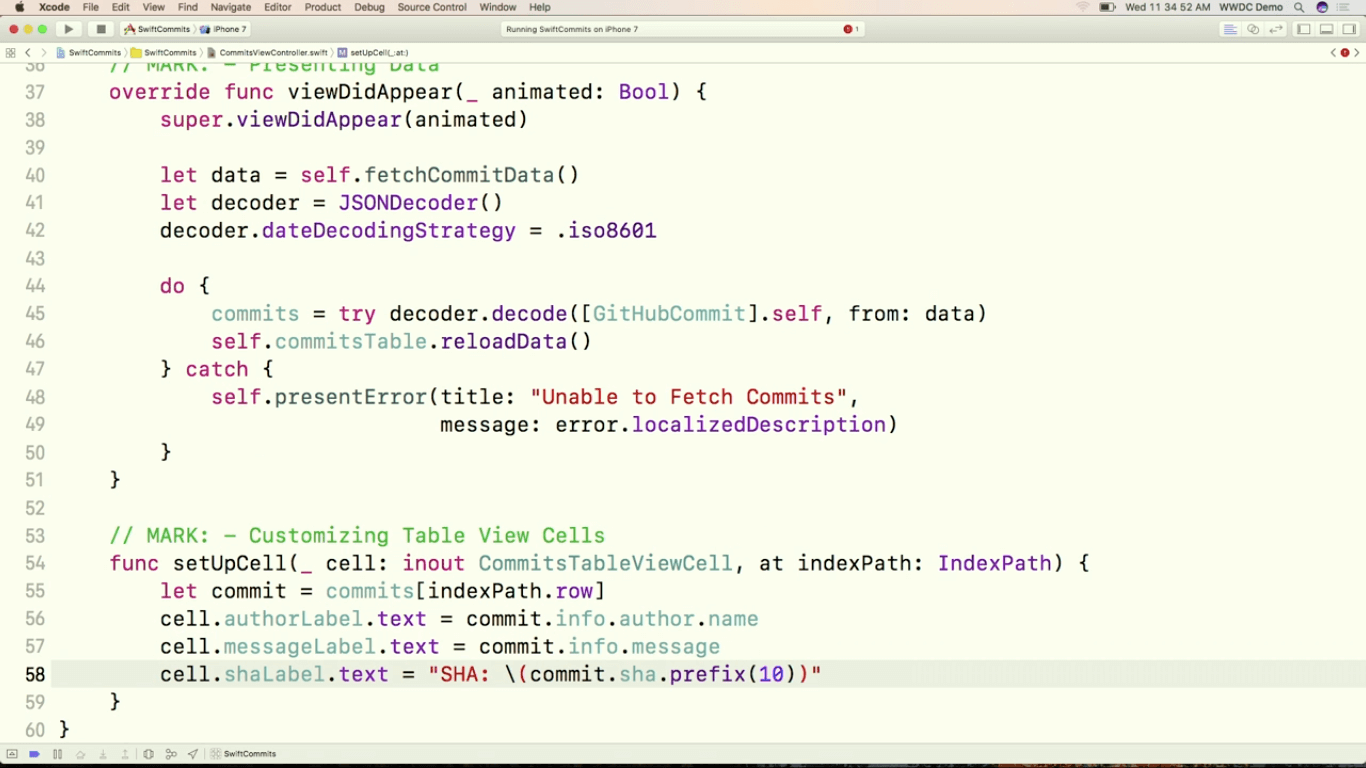 Xcode File Edit View Find Navigate Editor Product Debug Source Control Window Help Wed 11 34 52 AM WWDC Demo
SwiftCommits iPhone 7 Running SwiftCommits on iPhone 7 1
SwiftCommits SwiftCommits CommitsViewController.swift M setUpCell(_:at:)
36 // MARK: - Presenting Data
37 override func viewDidAppear(_ animated: Bool) {
38 super.viewDidAppear(animated)
39
40 let data = self.fetchCommitData()
41 let decoder = JSONDecoder()
42 decoder.dateDecodingStrategy = .iso8601
43
44 do {
45 commits = try decoder.decode([GitHubCommit].self, from: data)
46 self.commitsTable.reloadData()
47 } catch {
48 self.presentError(title: "Unable to Fetch Commits",
49 message: error.localizedDescription)
50 }
51 }
52
53 // MARK: - Customizing Table View Cells
54 func setUpCell(_ cell: inout CommitsTableViewCell, at indexPath: IndexPath) {
55 let commit = commits[indexPath.row]
56 cell.authorLabel.text = commit.info.author.name
57 cell.messageLabel.text = commit.info.message
58 cell.shaLabel.text = "SHA: \(commit.sha.prefix(10))"
59 }
60 }
SwiftCommits